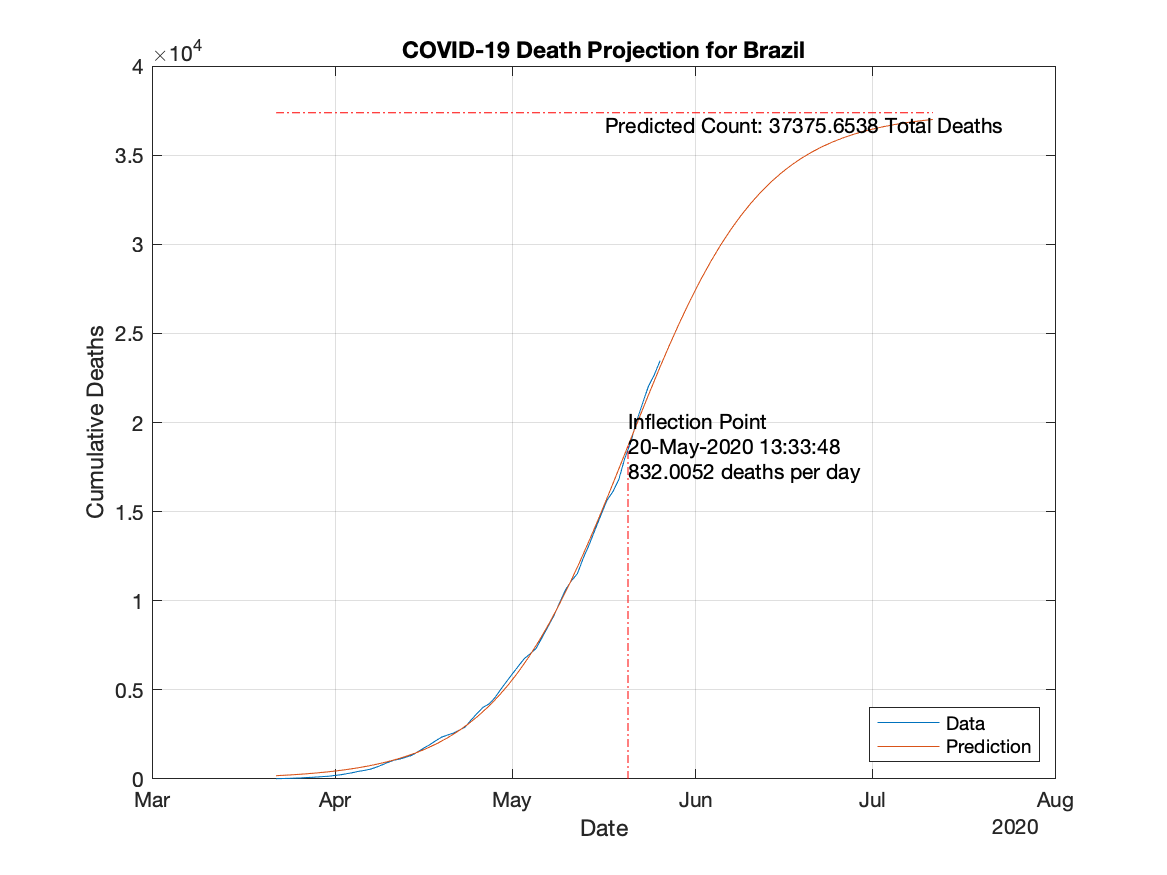 COVID-19 Death Projection for Brazil
×10⁴
4
3.5
3
2.5
2
1.5
1
0.5
0
Cumulative Deaths
Predicted Count: 37375.6538 Total Deaths
Inflection Point
20-May-2020 13:33:48
832.0052 deaths per day
Data
Prediction
Mar Apr May Jun Jul Aug
Date
2020